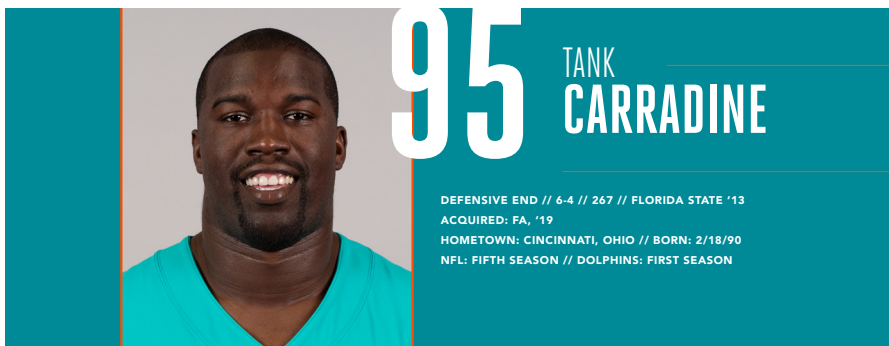 95
TANK
CARRADINE
DEFENSIVE END // 6-4 // 267 // FLORIDA STATE ’13
ACQUIRED: FA, ’19
HOMETOWN: CINCINNATI, OHIO // BORN: 2/18/90
NFL: FIFTH SEASON // DOLPHINS: FIRST SEASON